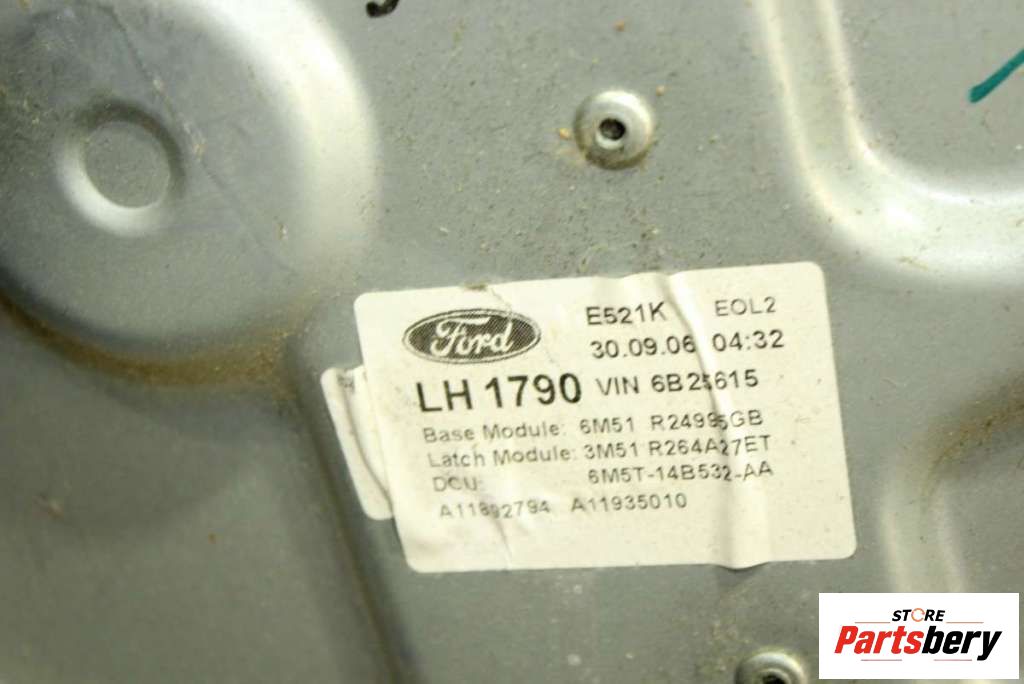 Ford
E521K EOL2
30.09.06 04:32
LH 1790 VIN 6B25615
Base Module: 6M51 R24995GB
Latch Module: 3M51 R264A27ET
DCU: 6M5T-14B532-AA
A11892794 A11935010
STORE
Partsbery